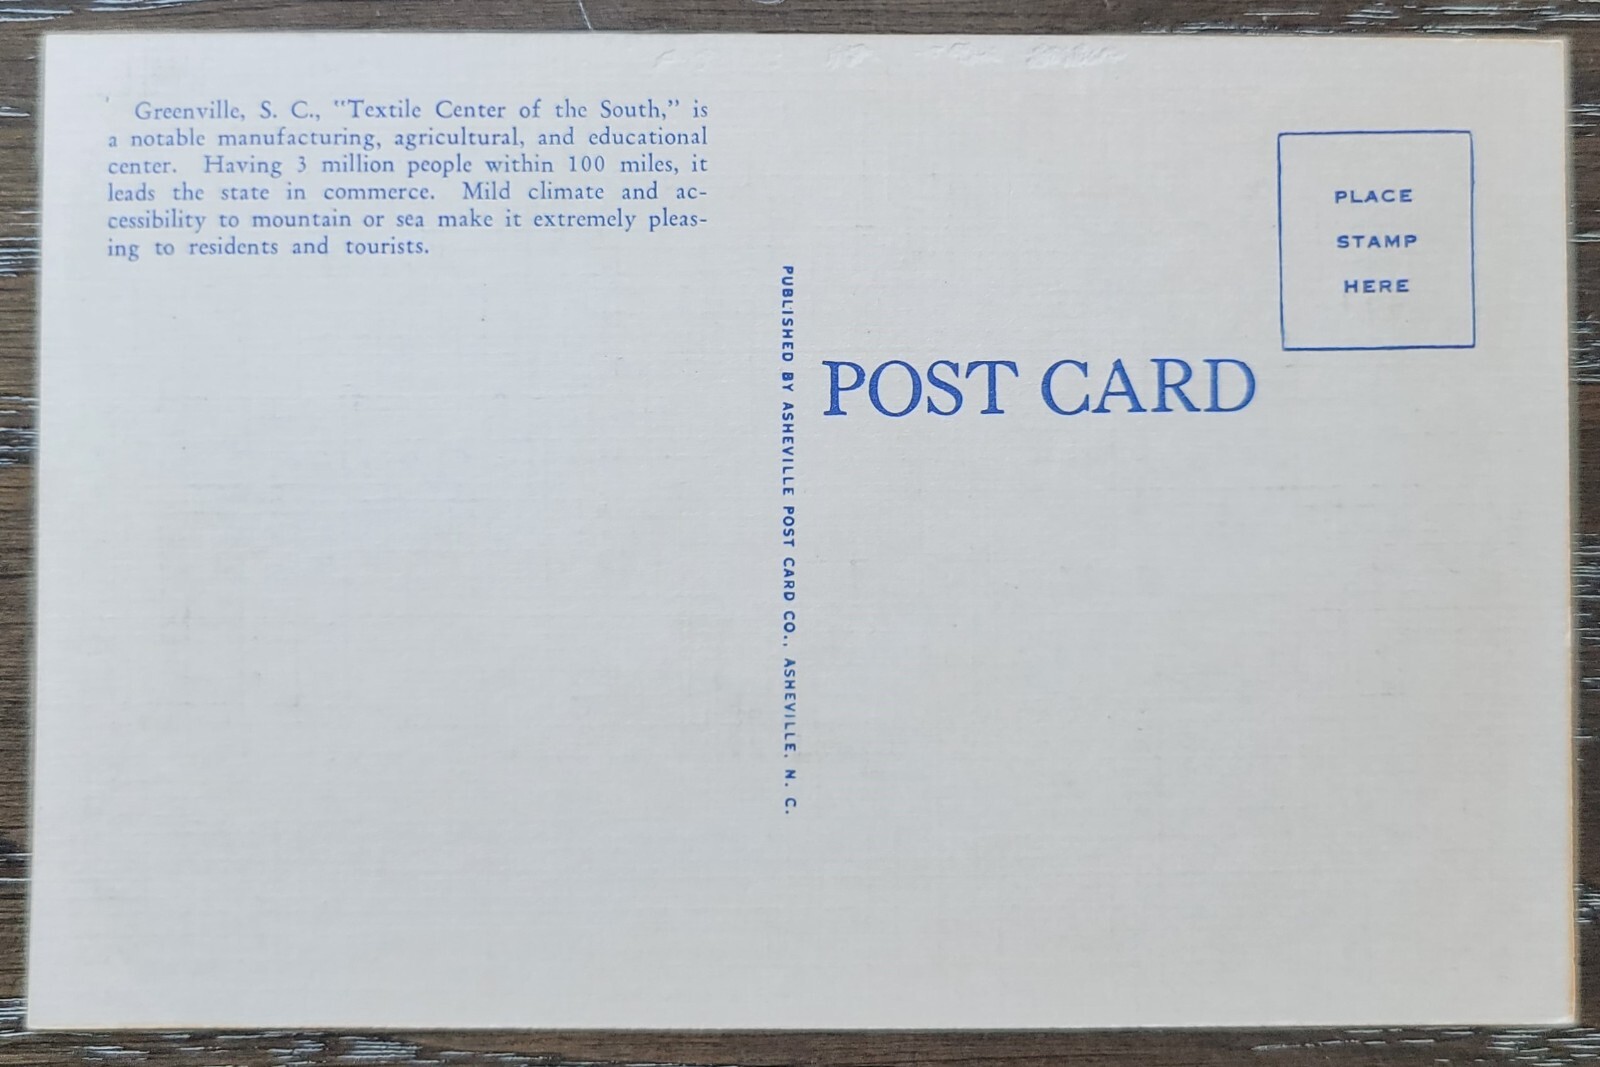 Greenville, S. C., "Textile Center of the South," is
a notable manufacturing, agricultural, and educational
center. Having 3 million people within 100 miles, it
leads the state in commerce. Mild climate and ac-
cessibility to mountain or sea make it extremely pleas-
ing to residents and tourists.
PUBLISHED BY ASHEVILLE POST CARD CO., ASHEVILLE, N. C.
POST CARD
PLACE
STAMP
HERE